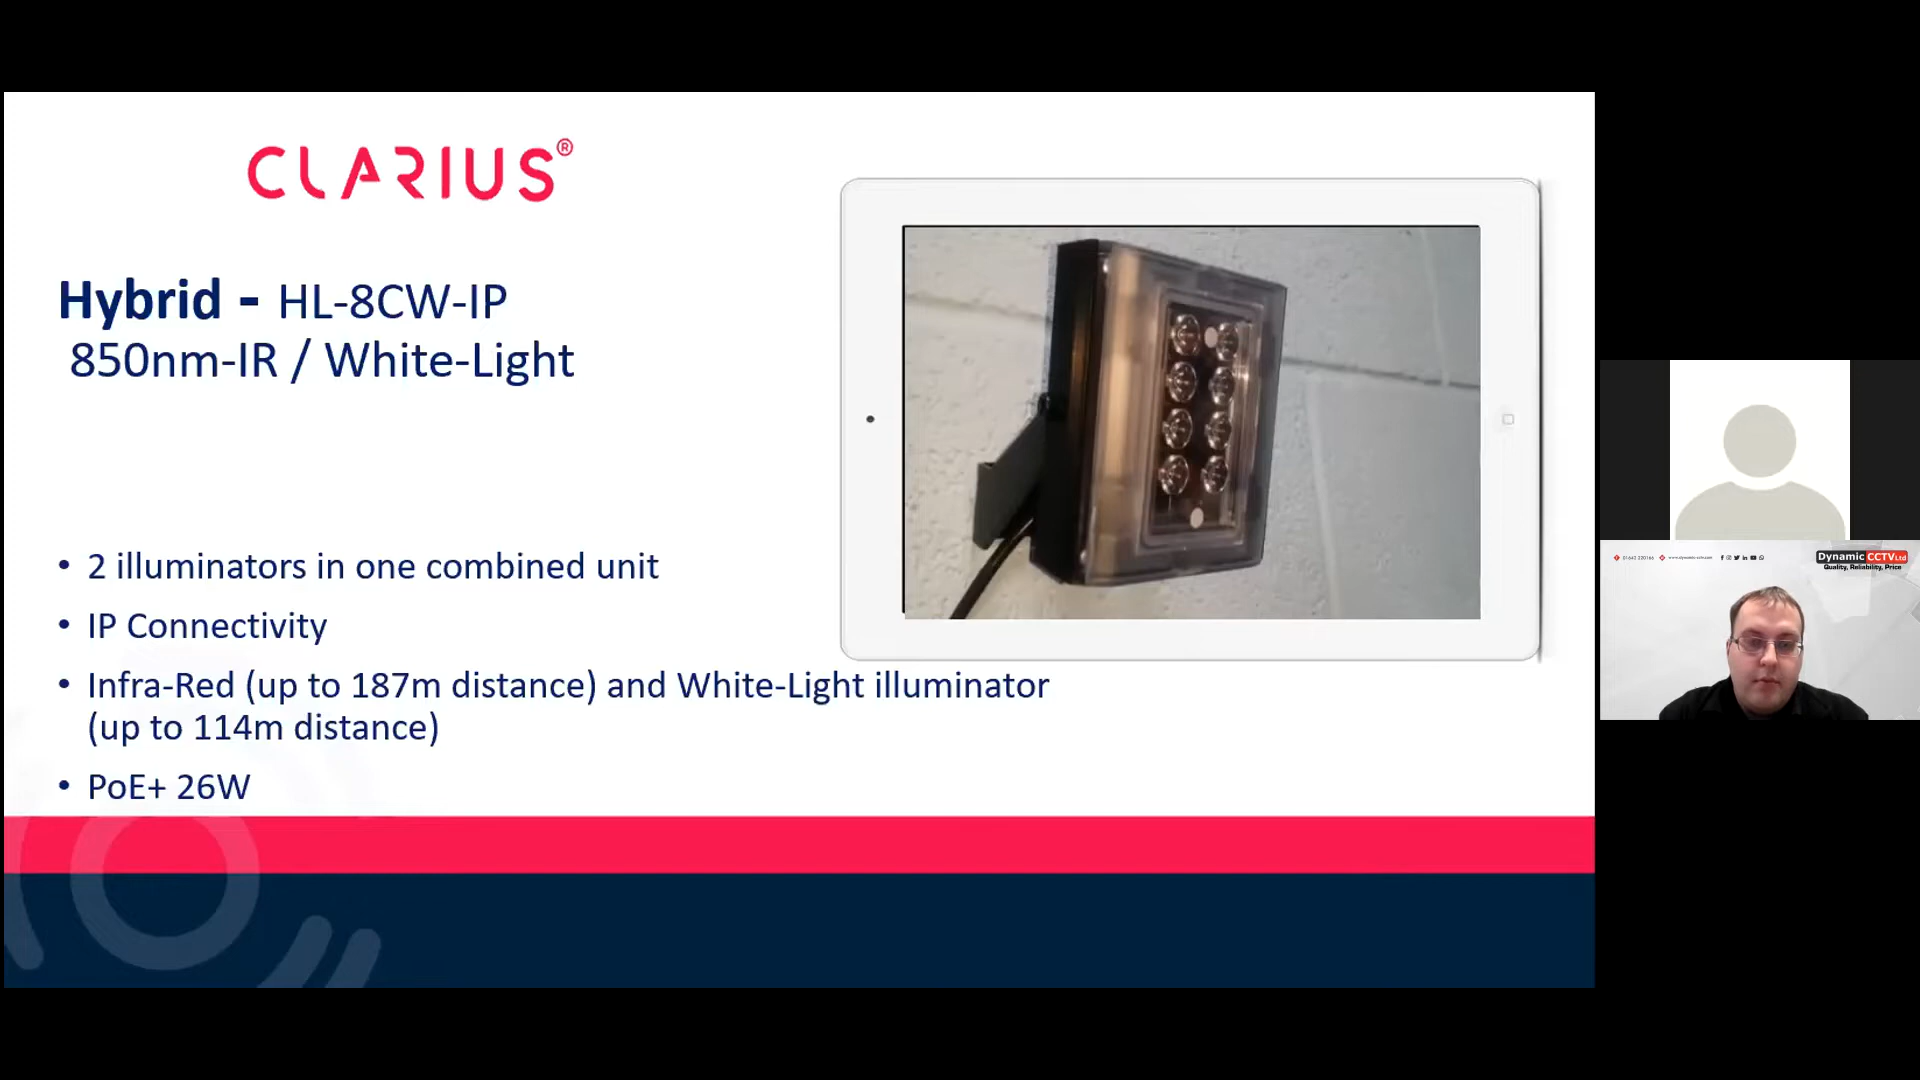 CLARIUS®
Hybrid - HL-8CW-IP
850nm-IR / White-Light
• 2 illuminators in one combined unit
• IP Connectivity
• Infra-Red (up to 187m distance) and White-Light illuminator
(up to 114m distance)
• PoE+ 26W
Dynamic CCTV Ltd
Quality, Reliability, Price